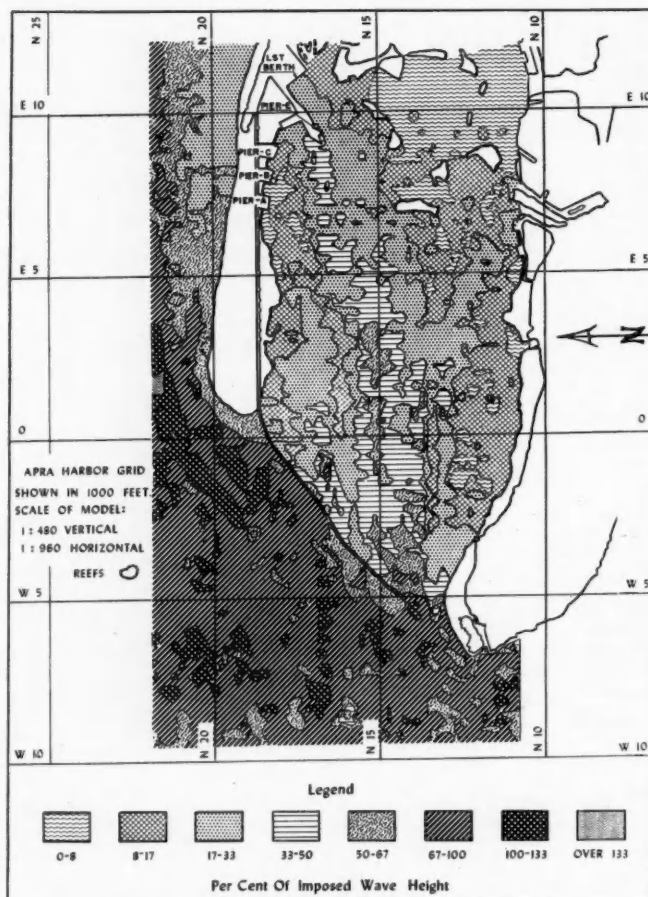 N 25
N 20
N 15
N 10
LST
BERTH
E 10
PIER-E
E 10
PIER-C
PIER-B
PIER-A
E 5
E 5
N
0
0
APRA HARBOR GRID
SHOWN IN 1000 FEET.
SCALE OF MODEL:
1:480 VERTICAL
1:960 HORIZONTAL
REEFS
W 5
W 5
N 20
N 15
N 10
W 10
W 10
Legend
0-8
8-17
17-33
33-50
50-67
67-100
100-133
OVER 133
Per Cent Of Imposed Wave Height